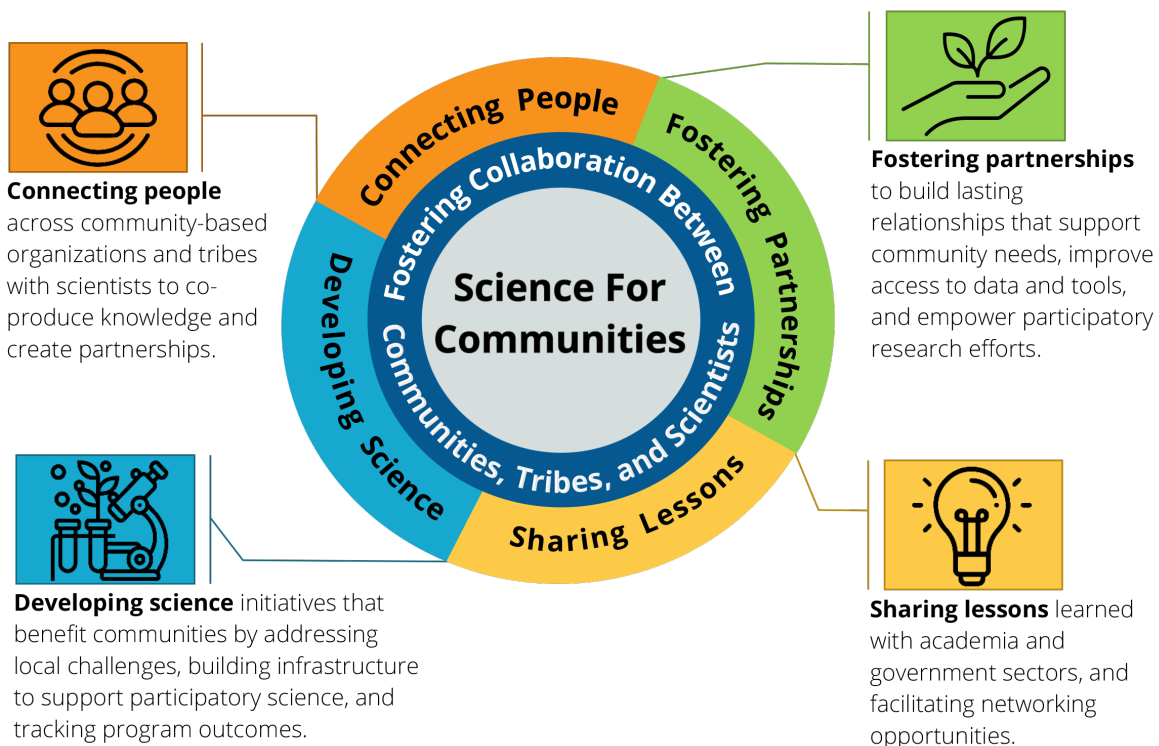 Connecting people
across community-based
organizations and tribes
with scientists to co-
produce knowledge and
create partnerships.
Fostering partnerships
to build lasting
relationships that support
community needs, improve
access to data and tools,
and empower participatory
research efforts.
Connecting People
Fostering Partnerships
Developing Science
Sharing Lessons
Fostering Collaboration Between
Communities, Tribes, and Scientists
Science For
Communities
Developing science initiatives that
benefit communities by addressing
local challenges, building infrastructure
to support participatory science, and
tracking program outcomes.
Sharing lessons learned
with academia and
government sectors, and
facilitating networking
opportunities.